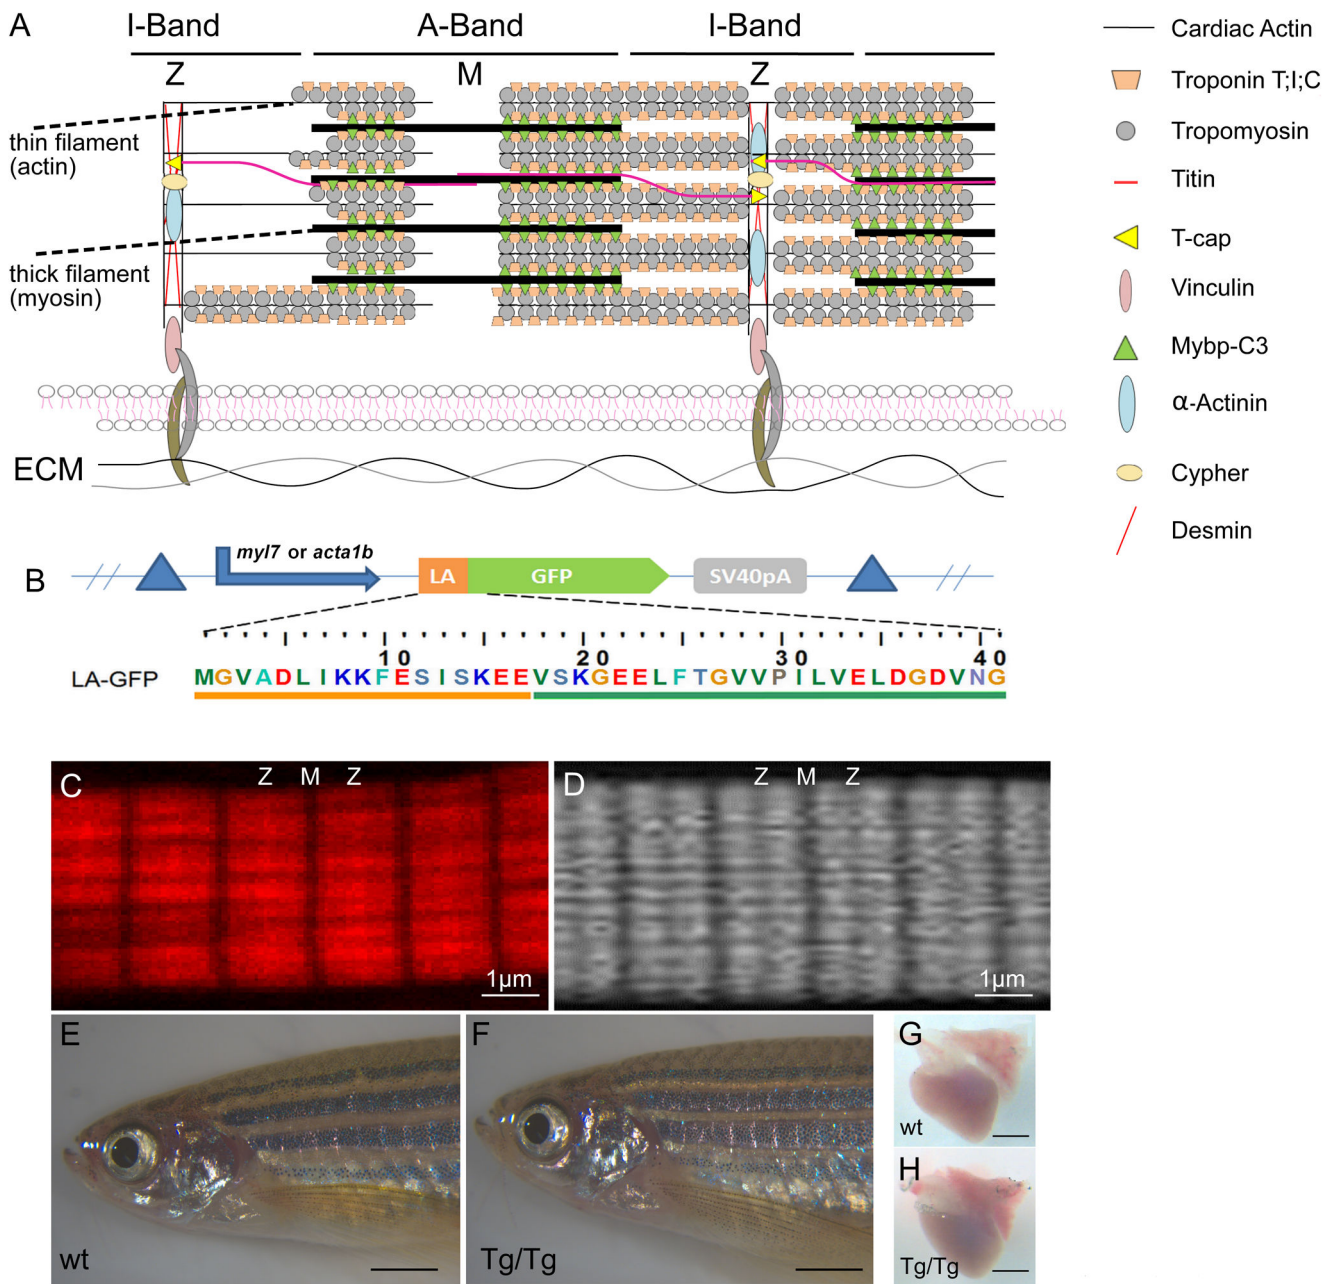 A
I-Band
A-Band
I-Band
Z
M
Z
thin filament
(actin)
thick filament
(myosin)
ECM
Cardiac Actin
Troponin T;I;C
Tropomyosin
Titin
T-cap
Vinculin
Mybp-C3
α-Actinin
Cypher
Desmin
B
myl7 or acta1b
LA
GFP
SV40pA
10
20
30
40
LA-GFP
MGVADLIKKFESISKEEVSKGEELFTGVVPILVELDGDVNG
C
Z M Z
1µm
D
Z M Z
1µm
E
wt
F
Tg/Tg
G
wt
H
Tg/Tg